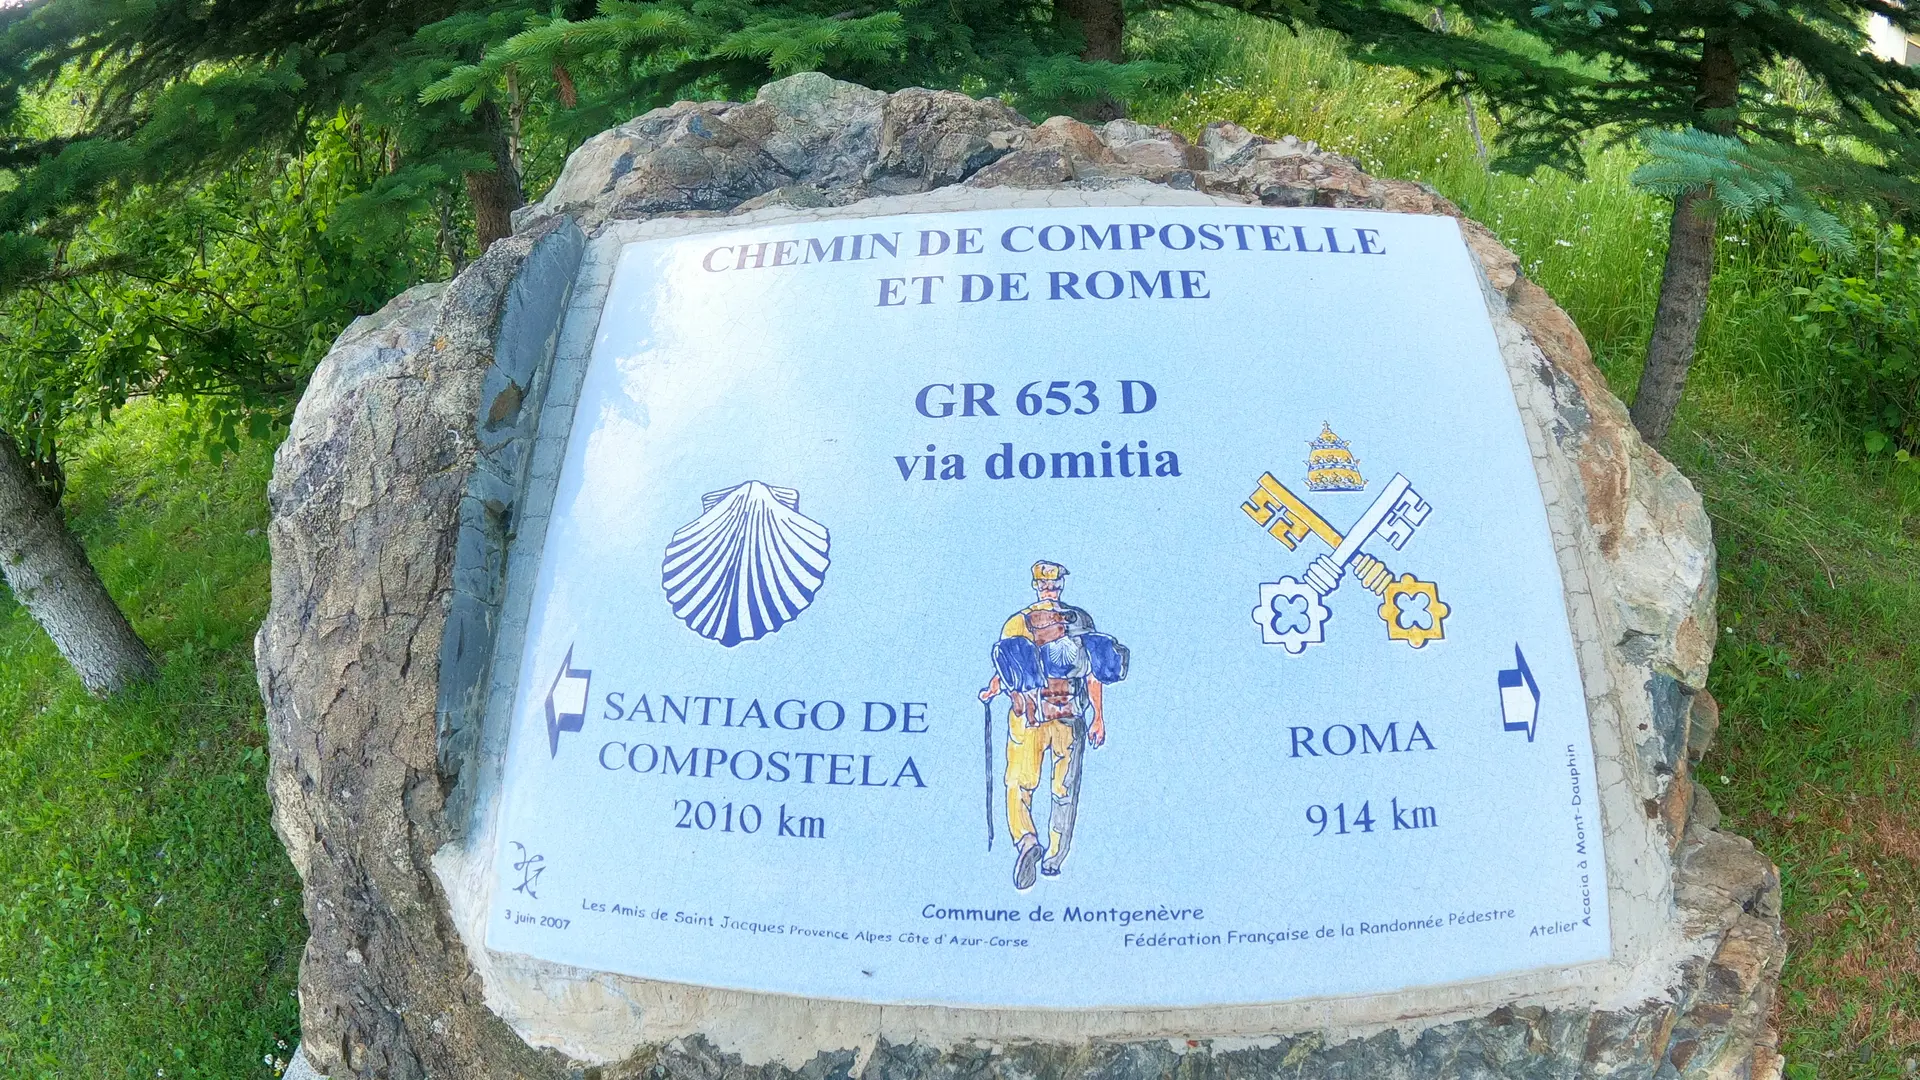 CHEMIN DE COMPOSTELLE
ET DE ROME
GR 653 D
via domitia
SANTIAGO DE
COMPOSTELA
2010 km
ROMA
914 km
3 juin 2007
Les Amis de Saint Jacques Provence Alpes Côte d'Azur-Corse
Commune de Montgenèvre
Fédération Française de la Randonnée Pédestre
Atelier
Acacia à Mont-Dauphin